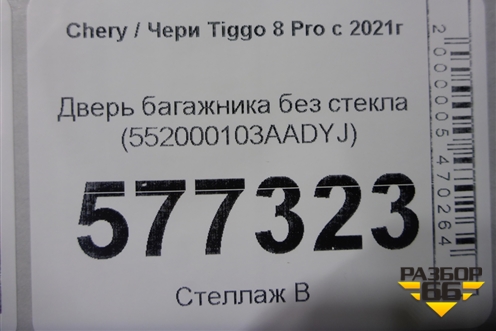 Chery / Чери Tiggo 8 Pro с 2021г
Дверь багажника без стекла
(552000103AADYJ)
577323
Стеллаж В
2000005470264
РАЗБОР
66